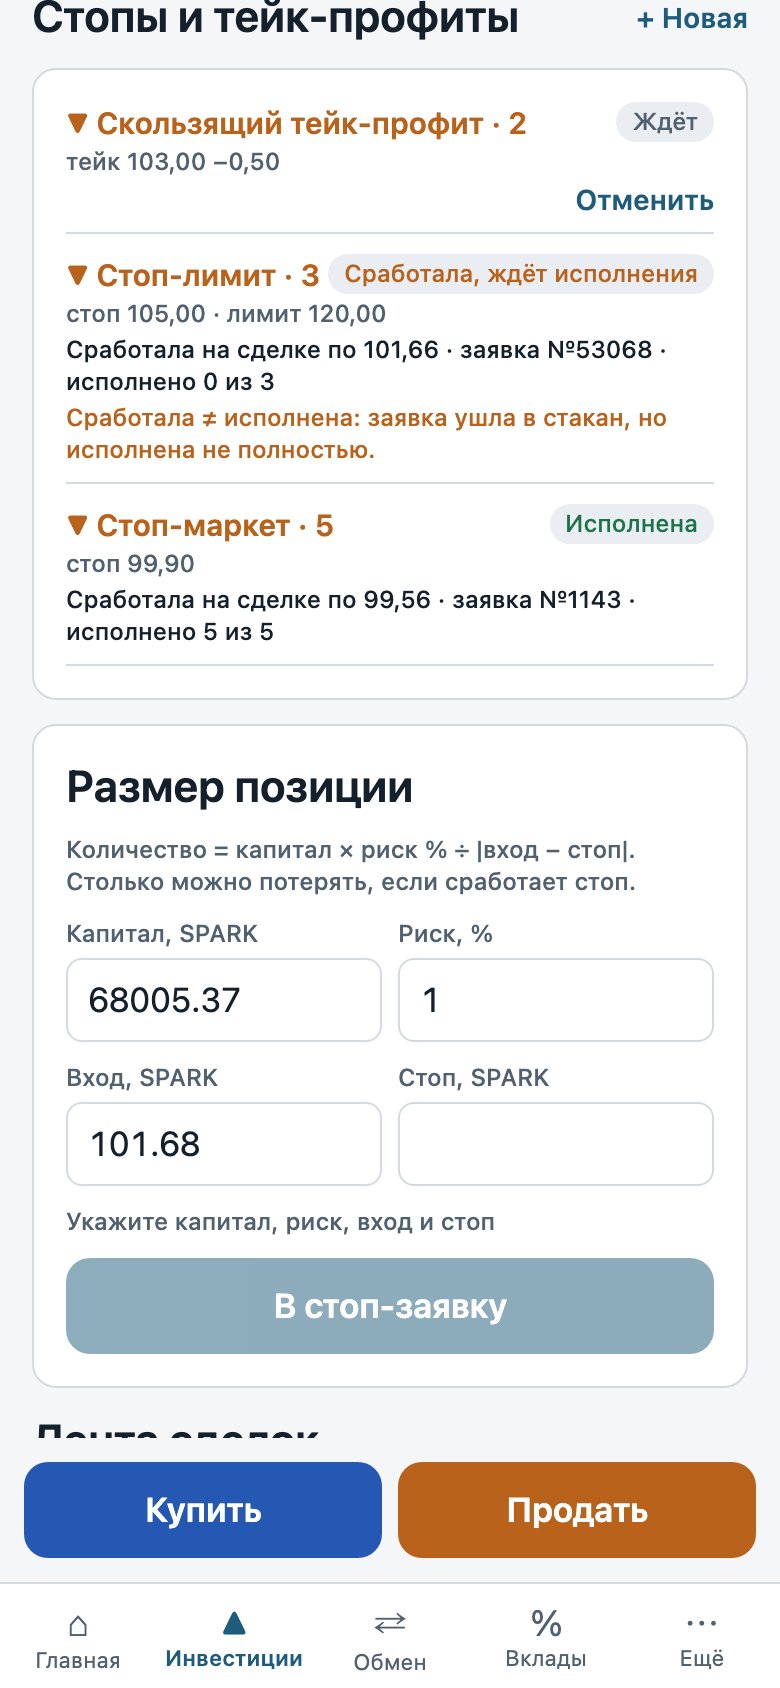 Стопы и тейк-профиты
+ Новая
▼ Скользящий тейк-профит · 2
Ждёт
тейк 103,00 −0,50
Отменить
▼ Стоп-лимит · 3
Сработала, ждёт исполнения
стоп 105,00 · лимит 120,00
Сработала на сделке по 101,66 · заявка №53068 ·
исполнено 0 из 3
Сработала ≠ исполнена: заявка ушла в стакан, но
исполнена не полностью.
▼ Стоп-маркет · 5
Исполнена
стоп 99,90
Сработала на сделке по 99,56 · заявка №1143 ·
исполнено 5 из 5
Размер позиции
Количество = капитал × риск % ÷ |вход − стоп|.
Столько можно потерять, если сработает стоп.
Капитал, SPARK
Риск, %
68005.37
1
Вход, SPARK
Стоп, SPARK
101.68
Укажите капитал, риск, вход и стоп
В стоп-заявку
Лента сделок
Купить
Продать
Главная
Инвестиции
Обмен
%
Вклады
Ещё